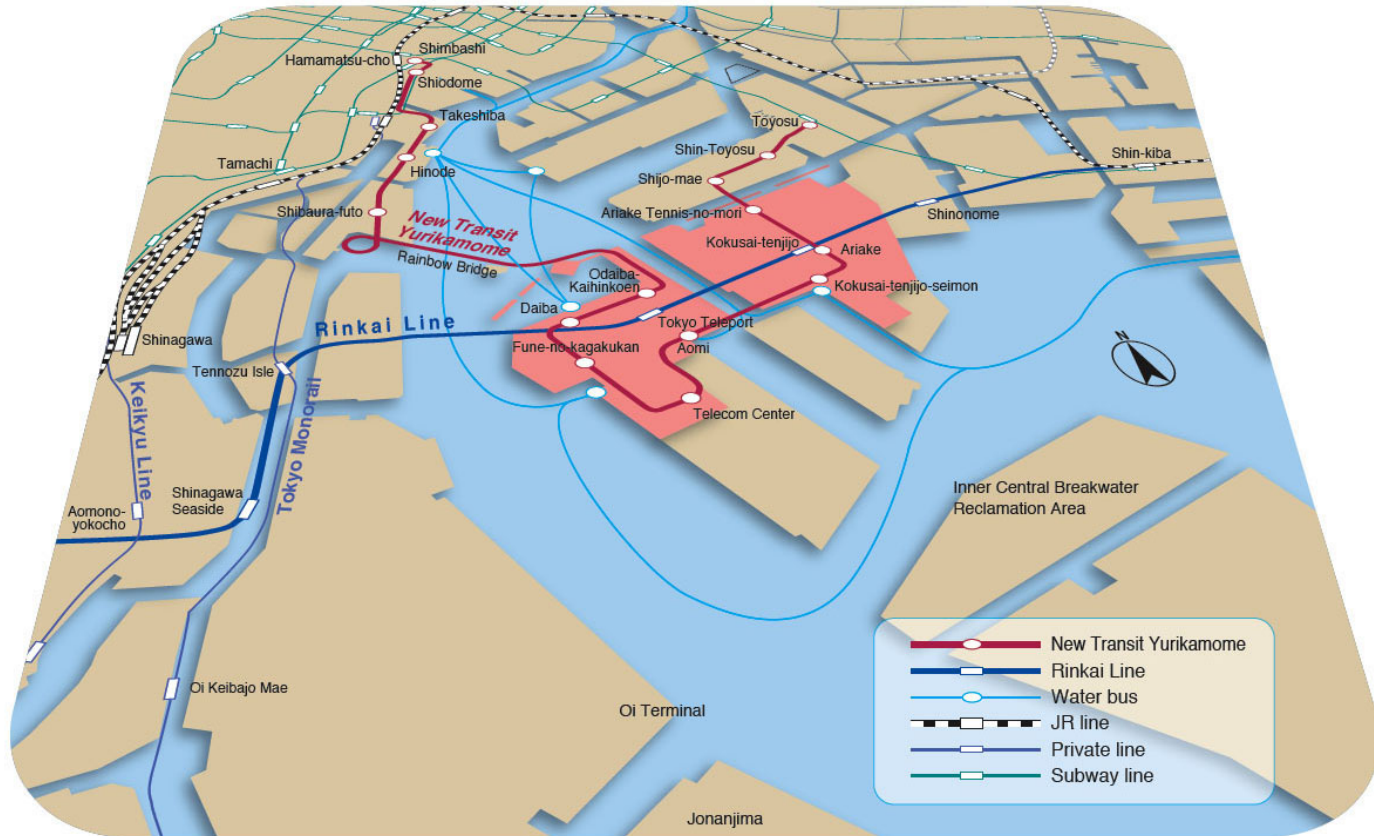 Shimbashi
Hamamatsu-cho
Shiodome
Takeshiba
Toyosu
Tamachi
Hinode
Shin-Toyosu
Shin-kiba
Shijo-mae
Shibaura-futo
Ariake Tennis-no-mori
Shinonome
New Transit
Yurikamome
Rainbow Bridge
Kokusai-tenjijo
Ariake
Odaiba-
Kaihinkoen
Kokusai-tenjijo-seimon
Daiba
Rinkai Line
Tokyo Teleport
Shinagawa
Fune-no-kagakukan
Aomi
N
Tennozu Isle
Keikyu Line
Tokyo Monorail
Telecom Center
Shinagawa
Seaside
Aomono-
yokocho
Inner Central Breakwater
Reclamation Area
Oi Keibajo Mae
Oi Terminal
Jonanjima
New Transit Yurikamome
Rinkai Line
Water bus
JR line
Private line
Subway line